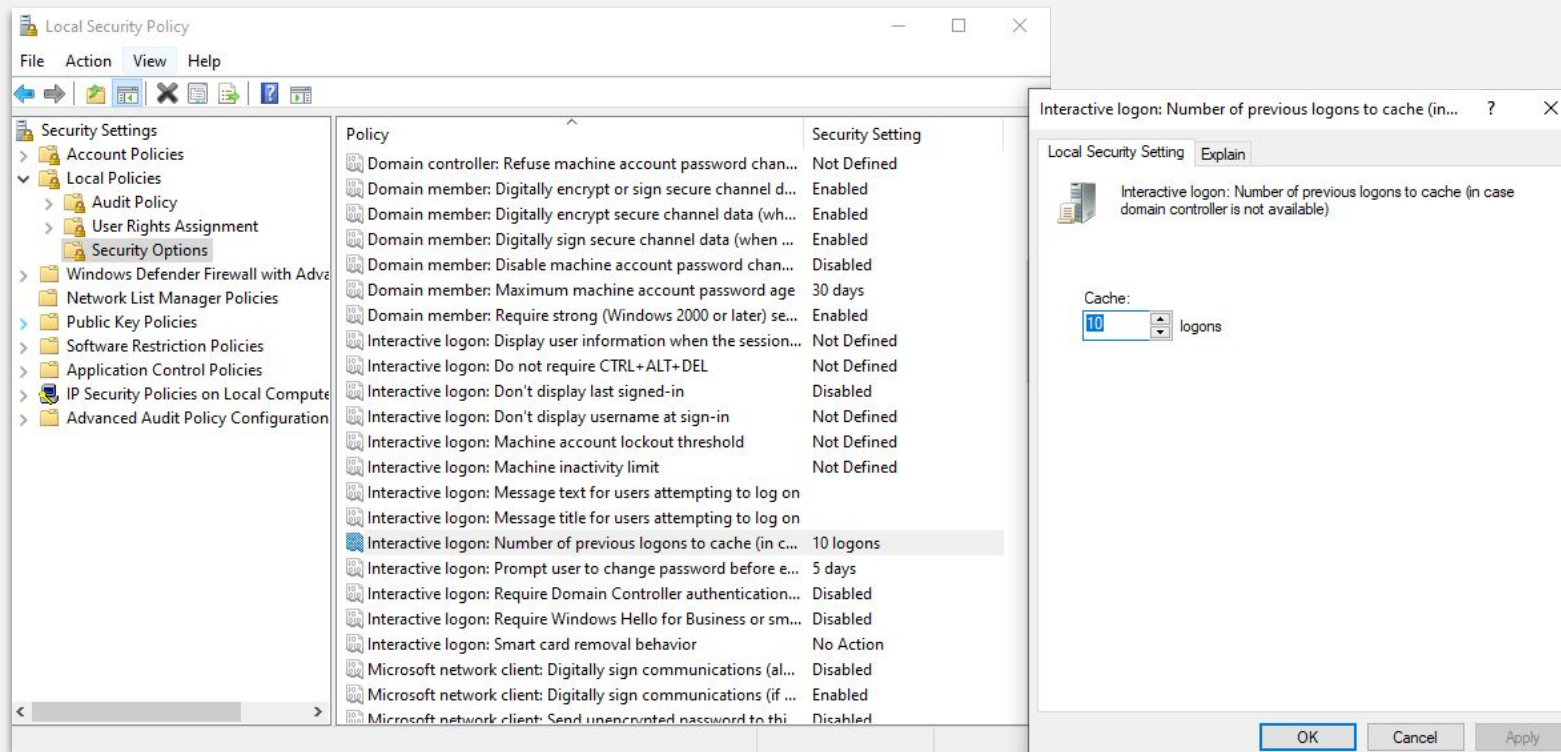 Local Security Policy
File Action View Help
Security Settings
Account Policies
Local Policies
Audit Policy
User Rights Assignment
Security Options
Windows Defender Firewall with Adva
Network List Manager Policies
Public Key Policies
Software Restriction Policies
Application Control Policies
IP Security Policies on Local Compute
Advanced Audit Policy Configuration
Policy Security Setting
Domain controller: Refuse machine account password chan... Not Defined
Domain member: Digitally encrypt or sign secure channel d... Enabled
Domain member: Digitally encrypt secure channel data (wh... Enabled
Domain member: Digitally sign secure channel data (when ... Enabled
Domain member: Disable machine account password chan... Disabled
Domain member: Maximum machine account password age 30 days
Domain member: Require strong (Windows 2000 or later) se... Enabled
Interactive logon: Display user information when the session... Not Defined
Interactive logon: Do not require CTRL+ALT+DEL Not Defined
Interactive logon: Don't display last signed-in Disabled
Interactive logon: Don't display username at sign-in Not Defined
Interactive logon: Machine account lockout threshold Not Defined
Interactive logon: Machine inactivity limit Not Defined
Interactive logon: Message text for users attempting to log on
Interactive logon: Message title for users attempting to log on
Interactive logon: Number of previous logons to cache (in c... 10 logons
Interactive logon: Prompt user to change password before e... 5 days
Interactive logon: Require Domain Controller authentication... Disabled
Interactive logon: Require Windows Hello for Business or sm... Disabled
Interactive logon: Smart card removal behavior No Action
Microsoft network client: Digitally sign communications (al... Disabled
Microsoft network client: Digitally sign communications (if ... Enabled
Microsoft network client: Send unencrypted password to thi... Disabled
Interactive logon: Number of previous logons to cache (in... ?
Local Security Setting Explain
Interactive logon: Number of previous logons to cache (in case
domain controller is not available)
Cache:
10 logons
OK Cancel Apply